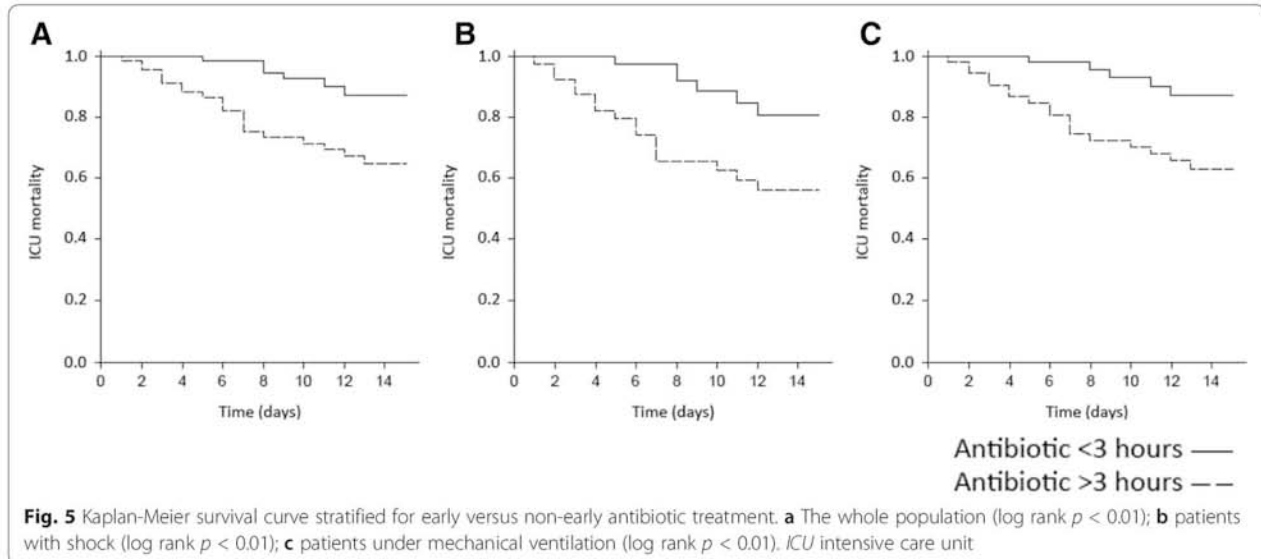 A
B
C
1.0
0.8
0.6
0.4
0.2
0.0
ICU mortality
0 2 4 6 8 10 12 14
Time (days)
1.0
0.8
0.6
0.4
0.2
0.0
ICU mortality
0 2 4 6 8 10 12 14
Time (days)
1.0
0.8
0.6
0.4
0.2
0.0
ICU mortality
0 2 4 6 8 10 12 14
Time (days)
Antibiotic <3 hours
Antibiotic >3 hours
Fig. 5 Kaplan-Meier survival curve stratified for early versus non-early antibiotic treatment. a The whole population (log rank p < 0.01); b patients
with shock (log rank p < 0.01); c patients under mechanical ventilation (log rank p < 0.01). ICU intensive care unit